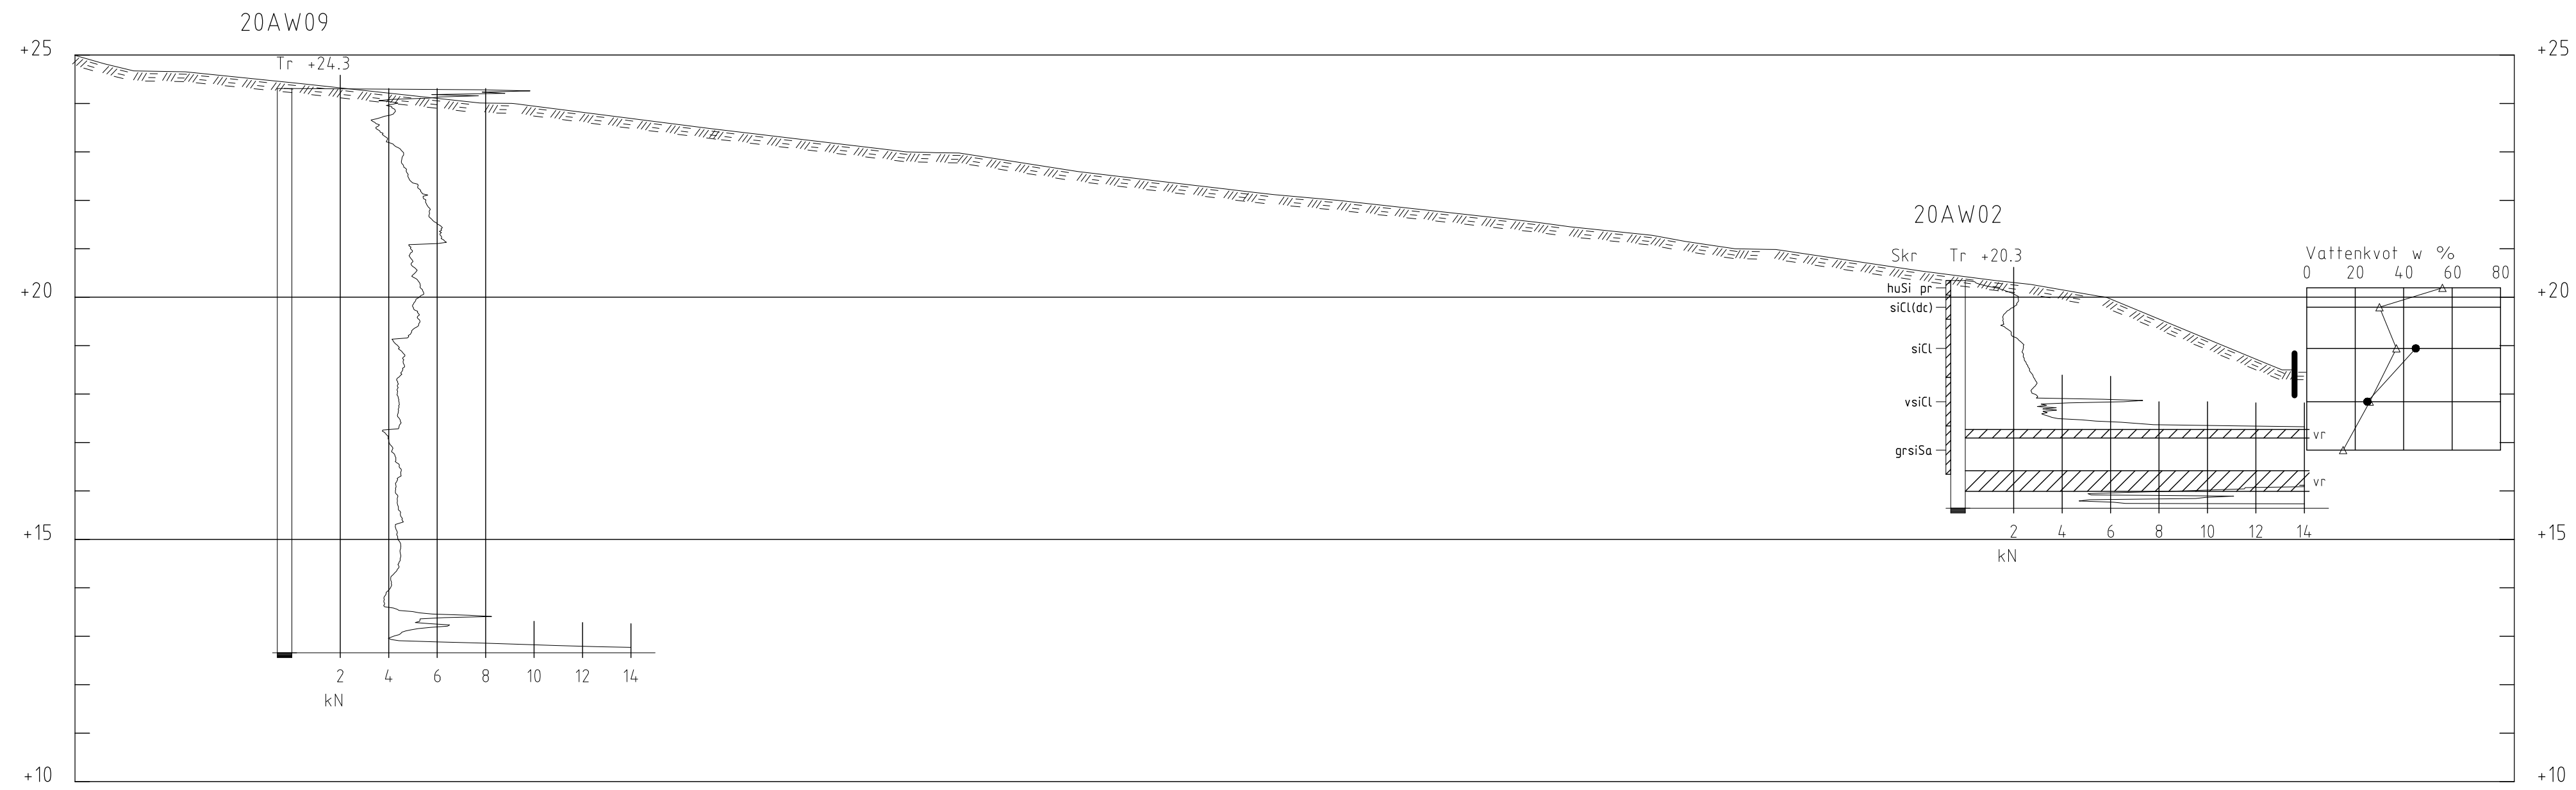 20AW09
+25
+25
Tr +24.3
20AW02
Skr Tr +20.3
Vattenkvot w %
0 20 40 60 80
+20
+20
huSi pr
siCl(dc)
siCl
vsiCl
vr
grsiSa
vr
+15
+15
2 4 6 8 10 12 14
kN
2 4 6 8 10 12 14
kN
+10
+10